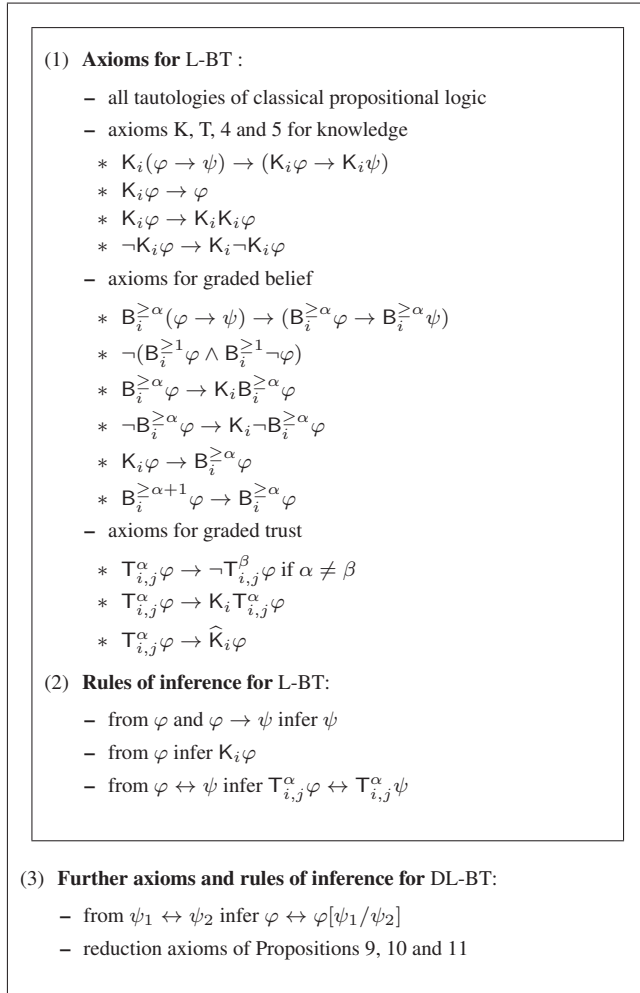 (1) Axioms for L-BT :
– all tautologies of classical propositional logic
– axioms K, T, 4 and 5 for knowledge
∗ K_i(φ → ψ) → (K_iφ → K_iψ)
∗ K_iφ → φ
∗ K_iφ → K_iK_iφ
∗ ¬K_iφ → K_i¬K_iφ
– axioms for graded belief
∗ B_i^{≥α}(φ → ψ) → (B_i^{≥α}φ → B_i^{≥α}ψ)
∗ ¬(B_i^{≥1}φ ∧ B_i^{≥1}¬φ)
∗ B_i^{≥α}φ → K_iB_i^{≥α}φ
∗ ¬B_i^{≥α}φ → K_i¬B_i^{≥α}φ
∗ K_iφ → B_i^{≥α}φ
∗ B_i^{≥α+1}φ → B_i^{≥α}φ
– axioms for graded trust
∗ T_{i,j}^{α}φ → ¬T_{i,j}^{β}φ if α ≠ β
∗ T_{i,j}^{α}φ → K_iT_{i,j}^{α}φ
∗ T_{i,j}^{α}φ → K̂_iφ
(2) Rules of inference for L-BT:
– from φ and φ → ψ infer ψ
– from φ infer K_iφ
– from φ ↔ ψ infer T_{i,j}^{α}φ ↔ T_{i,j}^{α}ψ
(3) Further axioms and rules of inference for DL-BT:
– from ψ₁ ↔ ψ₂ infer φ ↔ φ[ψ₁/ψ₂]
– reduction axioms of Propositions 9, 10 and 11